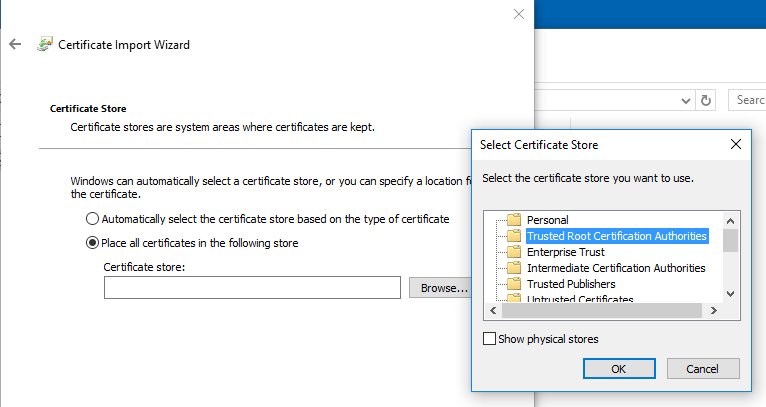 Certificate Import Wizard
Certificate Store
Certificate stores are system areas where certificates are kept.
Windows can automatically select a certificate store, or you can specify a location
the certificate.
Automatically select the certificate store based on the type of certificate
Place all certificates in the following store
Certificate store:
Browse...
Searc
Select Certificate Store
Select the certificate store you want to use.
Personal
Trusted Root Certification Authorities
Enterprise Trust
Intermediate Certification Authorities
Trusted Publishers
Untrusted Certificates
Show physical stores
OK
Cancel